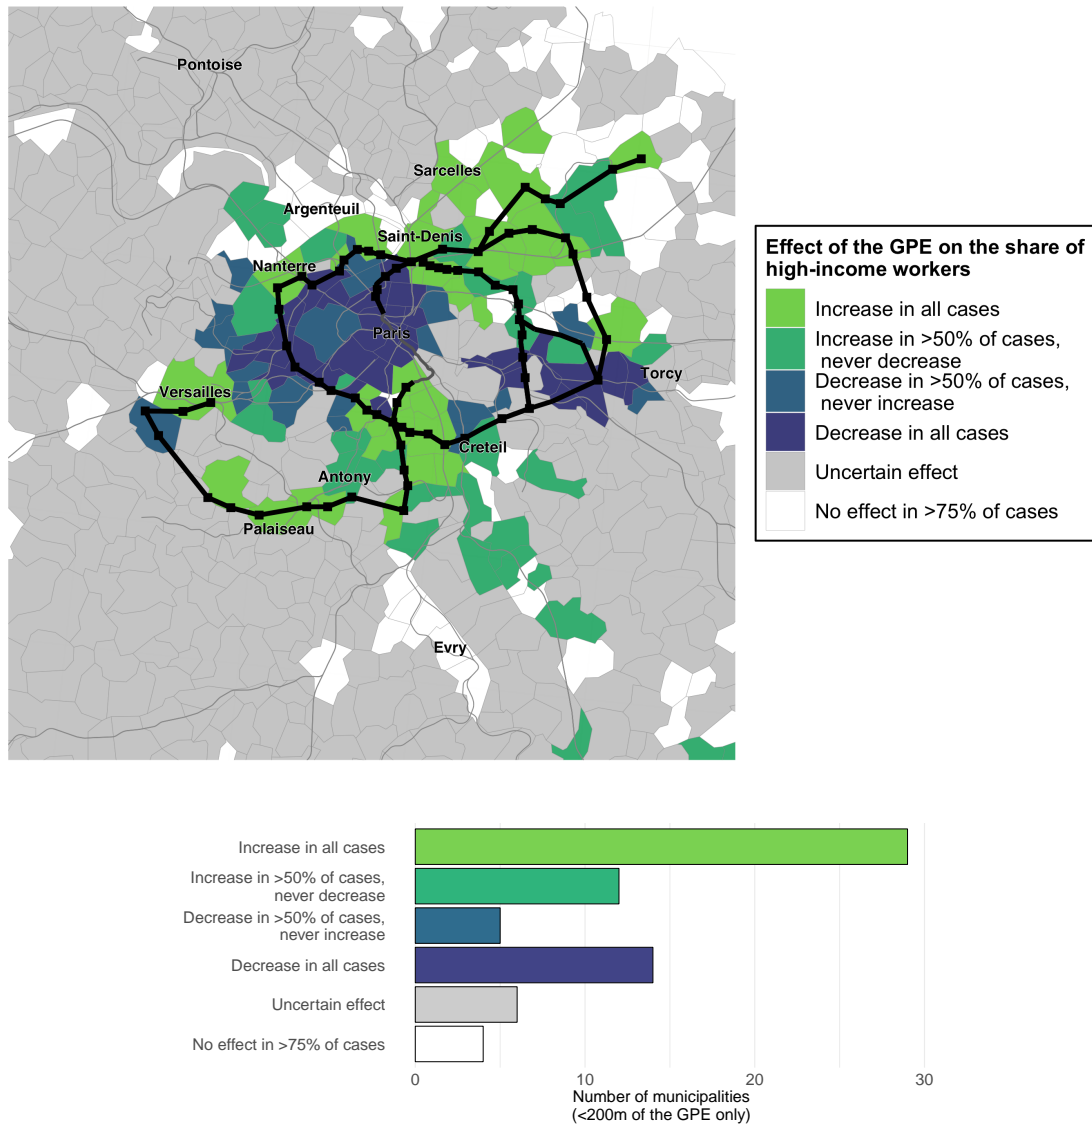 Pontoise
Sarcelles
Argenteuil
Saint-Denis
Nanterre
Paris
Versailles
Torcy
Creteil
Antony
Palaiseau
Evry
Effect of the GPE on the share of
high-income workers
Increase in all cases
Increase in >50% of cases,
never decrease
Decrease in >50% of cases,
never increase
Decrease in all cases
Uncertain effect
No effect in >75% of cases
Increase in all cases
Increase in >50% of cases,
never decrease
Decrease in >50% of cases,
never increase
Decrease in all cases
Uncertain effect
No effect in >75% of cases
0 10 20 30
Number of municipalities
(<200m of the GPE only)